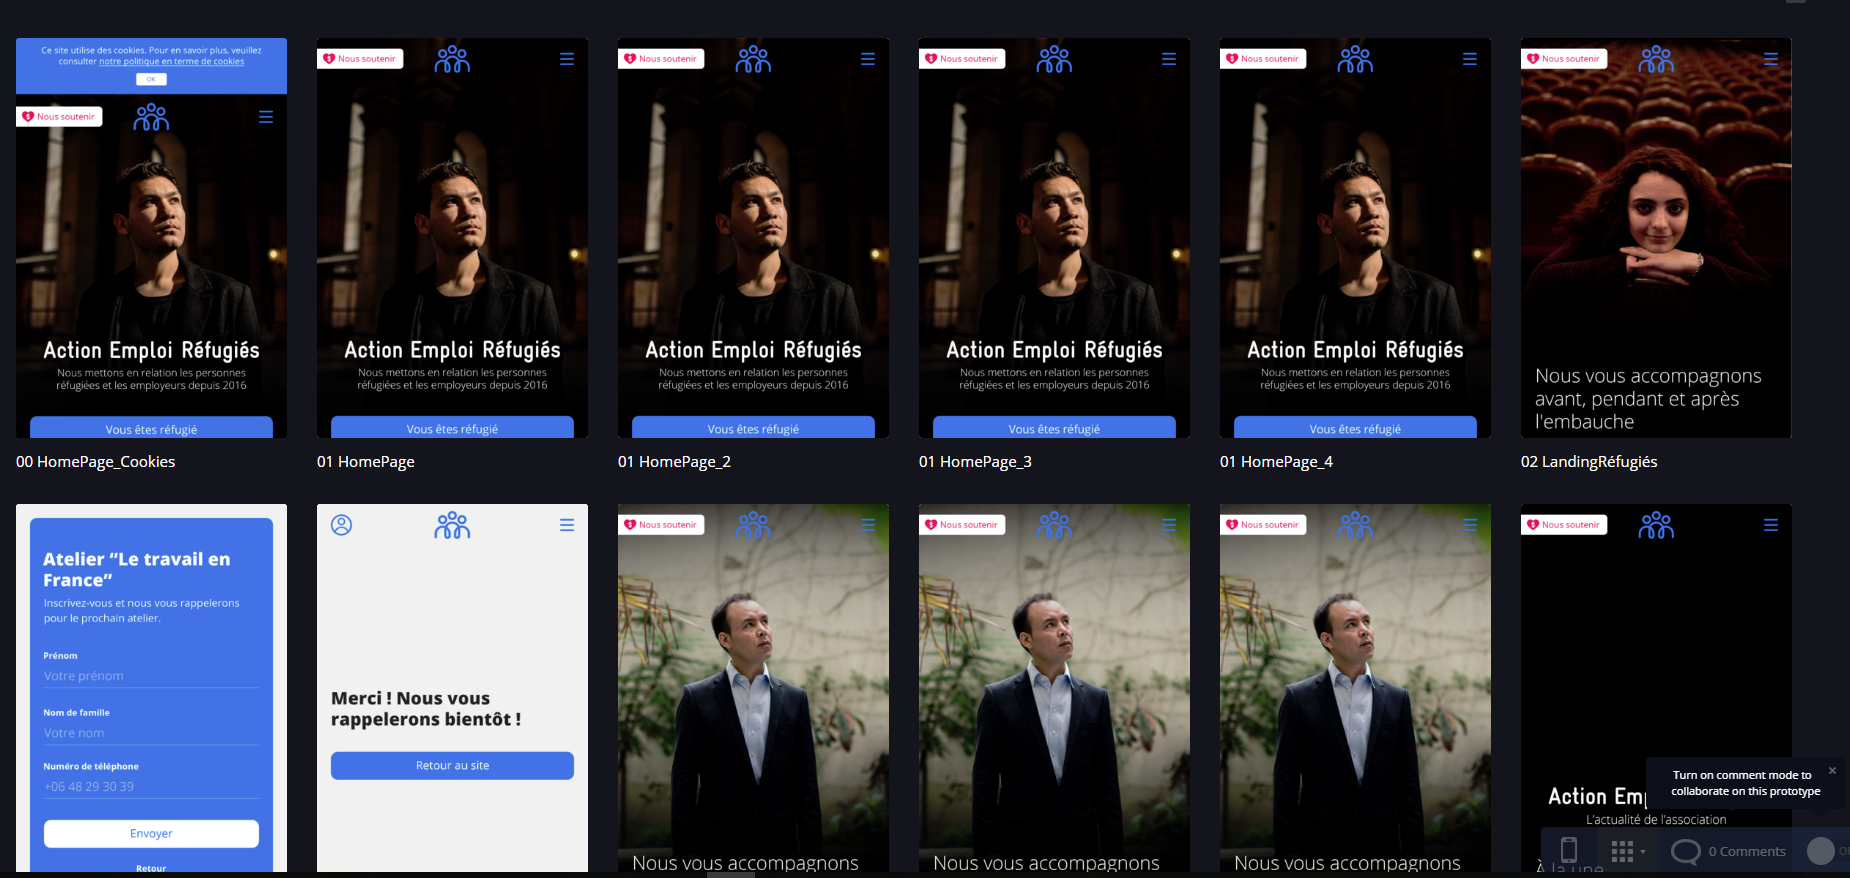 Ce site utilise des cookies. Pour en savoir plus, veuillez
consulter notre politique en terme de cookies
OK
Nous soutenir
Action Emploi Réfugiés
Nous mettons en relation les personnes
réfugiées et les employeurs depuis 2016
Vous êtes réfugié
00 HomePage_Cookies
Nous soutenir
Action Emploi Réfugiés
Nous mettons en relation les personnes
réfugiées et les employeurs depuis 2016
Vous êtes réfugié
01 HomePage
Nous soutenir
Action Emploi Réfugiés
Nous mettons en relation les personnes
réfugiées et les employeurs depuis 2016
Vous êtes réfugié
01 HomePage_2
Nous soutenir
Action Emploi Réfugiés
Nous mettons en relation les personnes
réfugiées et les employeurs depuis 2016
Vous êtes réfugié
01 HomePage_3
Nous soutenir
Action Emploi Réfugiés
Nous mettons en relation les personnes
réfugiées et les employeurs depuis 2016
Vous êtes réfugié
01 HomePage_4
Nous soutenir
Nous vous accompagnons
avant, pendant et après
l'embauche
02 LandingRéfugiés
Atelier “Le travail en
France”
Inscrivez-vous et nous vous rappelerons
pour le prochain atelier.
Prénom
Votre prénom
Nom de famille
Votre nom
Numéro de téléphone
+06 48 29 30 39
Envoyer
Retour
Merci ! Nous vous
rappelerons bientôt !
Retour au site
Nous soutenir
Nous vous accompagnons
Nous soutenir
Nous vous accompagnons
Nous soutenir
Nous vous accompagnons
Nous soutenir
Action Em
L'actualité de l'association
À la une
Turn on comment mode to
collaborate on this prototype
0 Comments